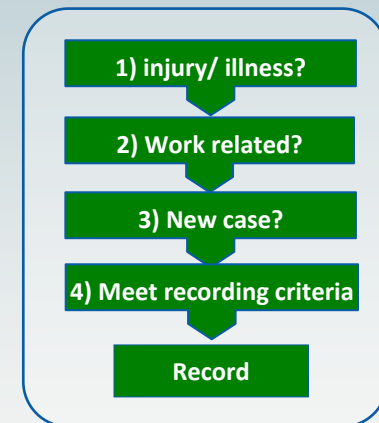 1) injury/ illness?
2) Work related?
3) New case?
4) Meet recording criteria
Record